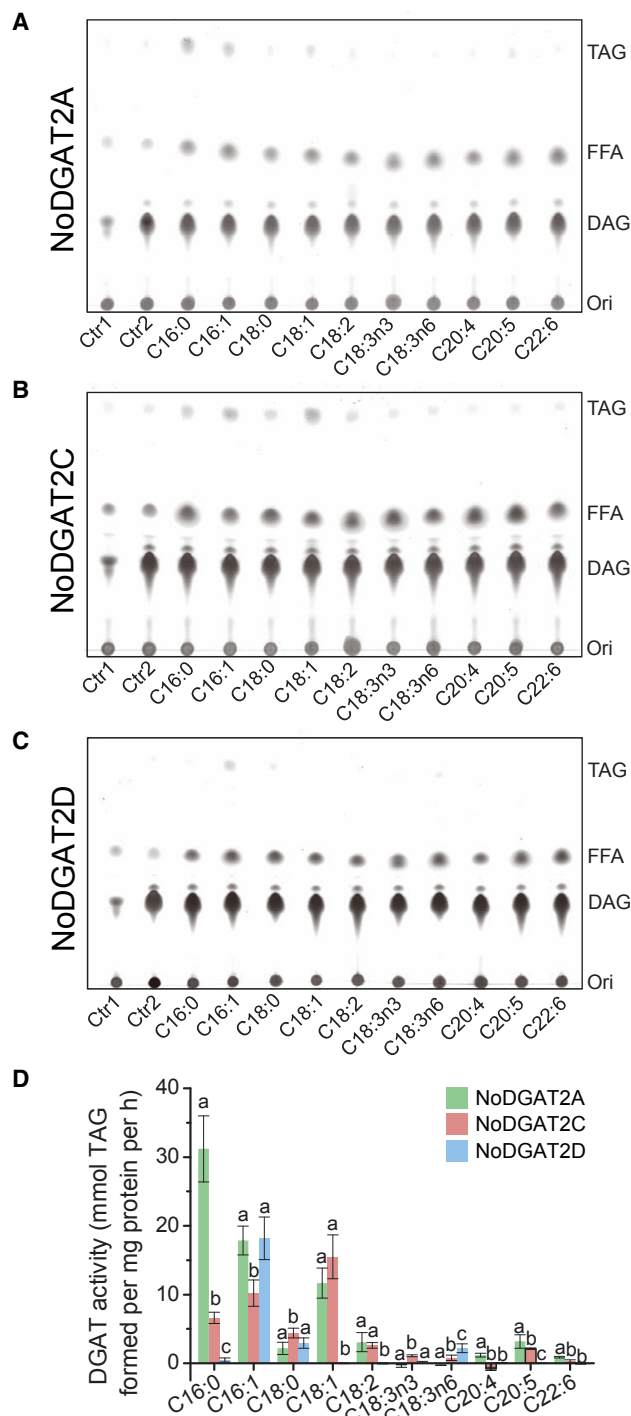 A
NoDGAT2A
TAG
FFA
DAG
Ori
Ctr1 Ctr2 C16:0 C16:1 C18:0 C18:1 C18:2 C18:3n3 C18:3n6 C20:4 C20:5 C22:6
B
NoDGAT2C
TAG
FFA
DAG
Ori
Ctr1 Ctr2 C16:0 C16:1 C18:0 C18:1 C18:2 C18:3n3 C18:3n6 C20:4 C20:5 C22:6
C
NoDGAT2D
TAG
FFA
DAG
Ori
Ctr1 Ctr2 C16:0 C16:1 C18:0 C18:1 C18:2 C18:3n3 C18:3n6 C20:4 C20:5 C22:6
D
DGAT activity (mmol TAG
formed per mg protein per h)
40
30
20
10
0
NoDGAT2A
NoDGAT2C
NoDGAT2D
a b c
a b a
a b a
a a b
a a b
a b a
a b c
a b b
a b c
a b b
C16:0 C16:1 C18:0 C18:1 C18:2 C18:3n3 C18:3n6 C20:4 C20:5 C22:6